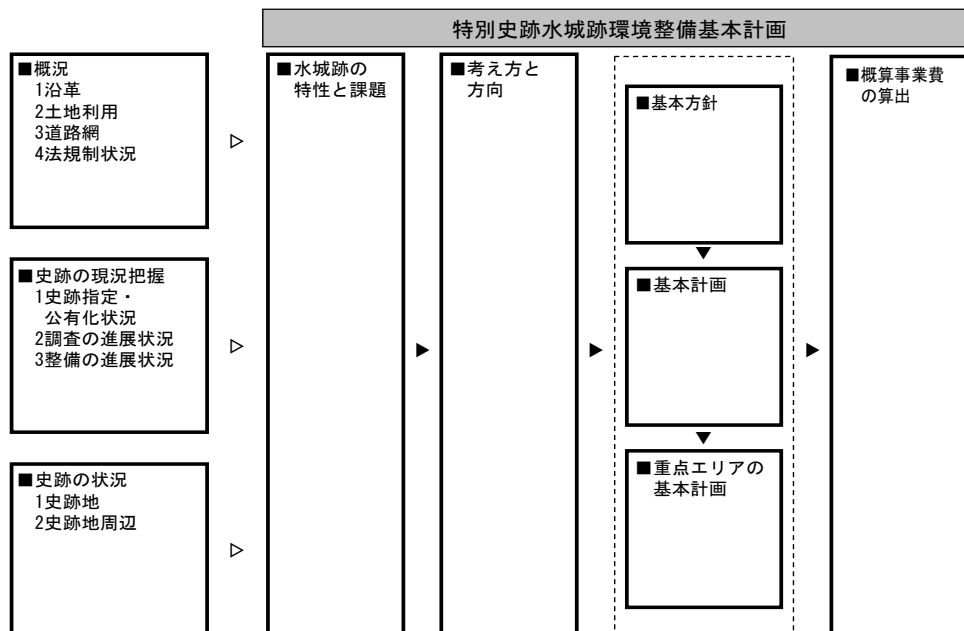 特別史跡水城跡環境整備基本計画
■概況
1沿革
2土地利用
3道路網
4法規制状況
■史跡の現況把握
1史跡指定・
公有化状況
2調査の進展状況
3整備の進展状況
■史跡の状況
1史跡地
2史跡地周辺
■水城跡の
特性と課題
■考え方と
方向
■基本方針
■基本計画
■重点エリアの
基本計画
■概算事業費
の算出